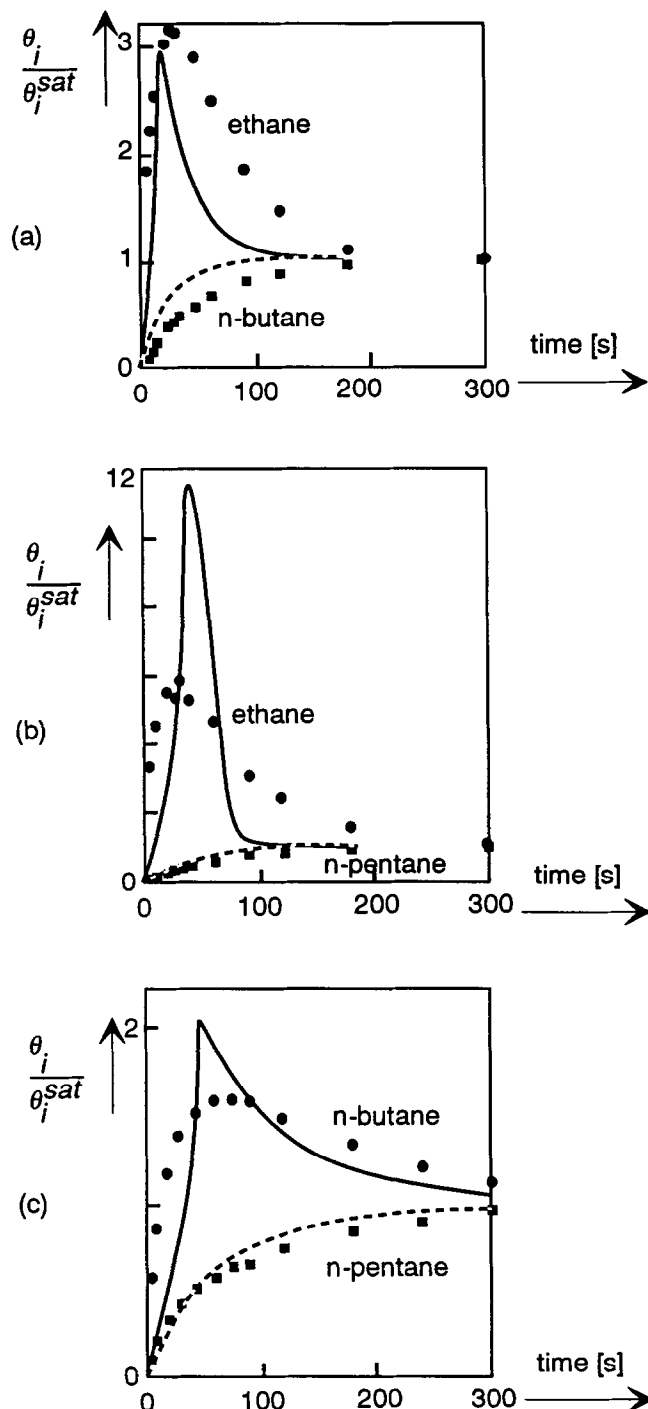 θi
θi^sat
3
2
1
0
(a)
ethane
n-butane
0 100 200 300
time [s]
12
θi
θi^sat
0
(b)
ethane
n-pentane
0 100 200 300
time [s]
2
θi
θi^sat
1
0
(c)
n-butane
n-pentane
0 100 200 300
time [s]